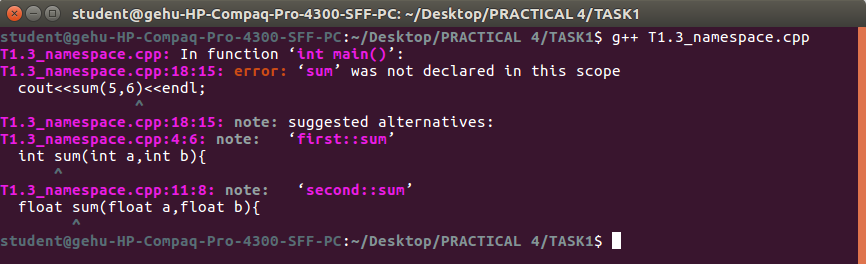 student@gehu-HP-Compaq-Pro-4300-SFF-PC: ~/Desktop/PRACTICAL 4/TASK1
student@gehu-HP-Compaq-Pro-4300-SFF-PC:~/Desktop/PRACTICAL 4/TASK1$ g++ T1.3_namespace.cpp
T1.3_namespace.cpp: In function ‘int main()’:
T1.3_namespace.cpp:18:15: error: ‘sum’ was not declared in this scope
  cout<<sum(5,6)<<endl;
               ^
T1.3_namespace.cpp:18:15: note: suggested alternatives:
T1.3_namespace.cpp:4:6: note:   ‘first::sum’
  int sum(int a,int b){
      ^
T1.3_namespace.cpp:11:8: note:   ‘second::sum’
  float sum(float a,float b){
        ^
student@gehu-HP-Compaq-Pro-4300-SFF-PC:~/Desktop/PRACTICAL 4/TASK1$